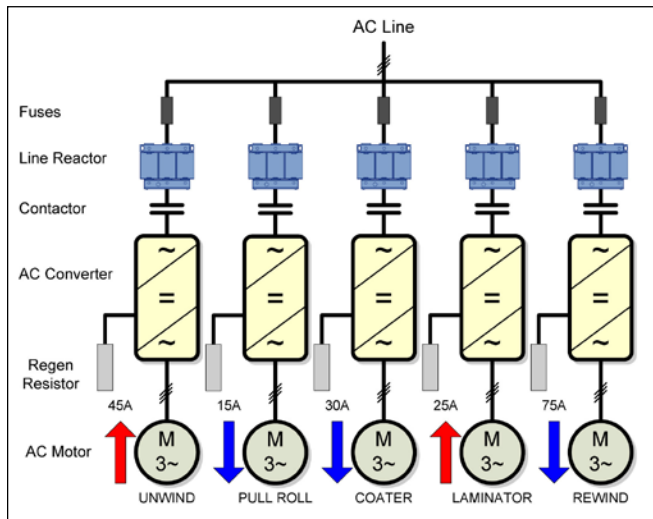 AC Line
Fuses
Line Reactor
Contactor
AC Converter
~ ~ ~ ~ ~
= = = = =
~ ~ ~ ~ ~
Regen
Resistor
45A 15A 30A 25A 75A
AC Motor
M M M M M
3~ 3~ 3~ 3~ 3~
UNWIND PULL ROLL COATER LAMINATOR REWIND